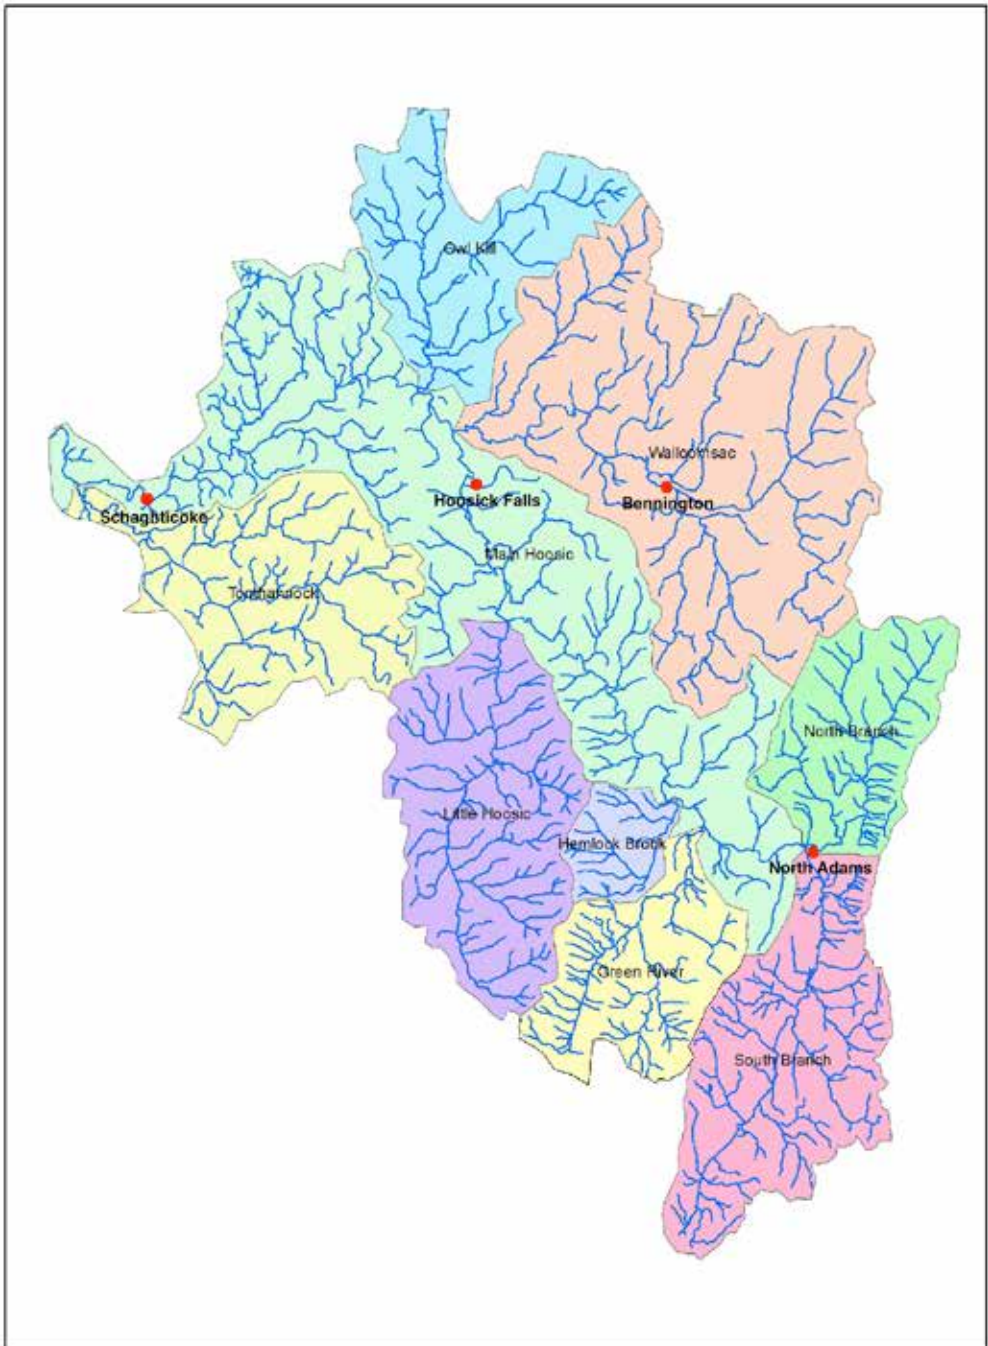 Owl Kill
Walloomsac
Hoosick Falls
Bennington
Schaghticoke
Main Hoosic
Tomhannock
North Branch
Little Hoosic
Hemlock Brook
North Adams
Green River
South Branch